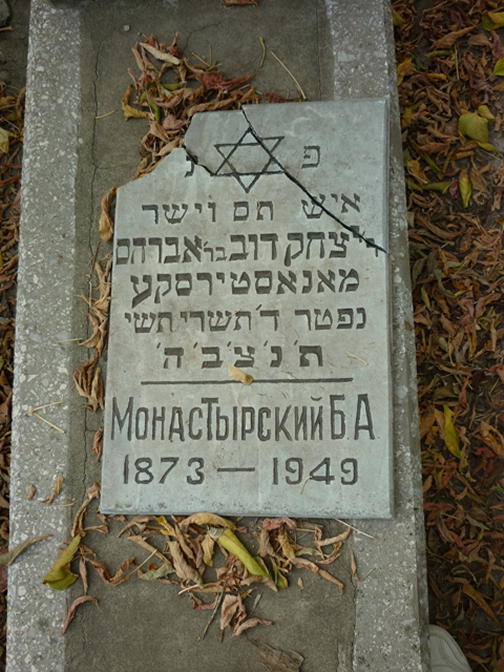 פ נ
איש תם וישר
ר' יצחק דוב בר' אברהם
מאנאסטירסקע
נפטר ד' תשרי תשי
ת' נ' צ' ב' ה'
МОНАСТЫРСКИЙ Б.А.
1873 — 1949